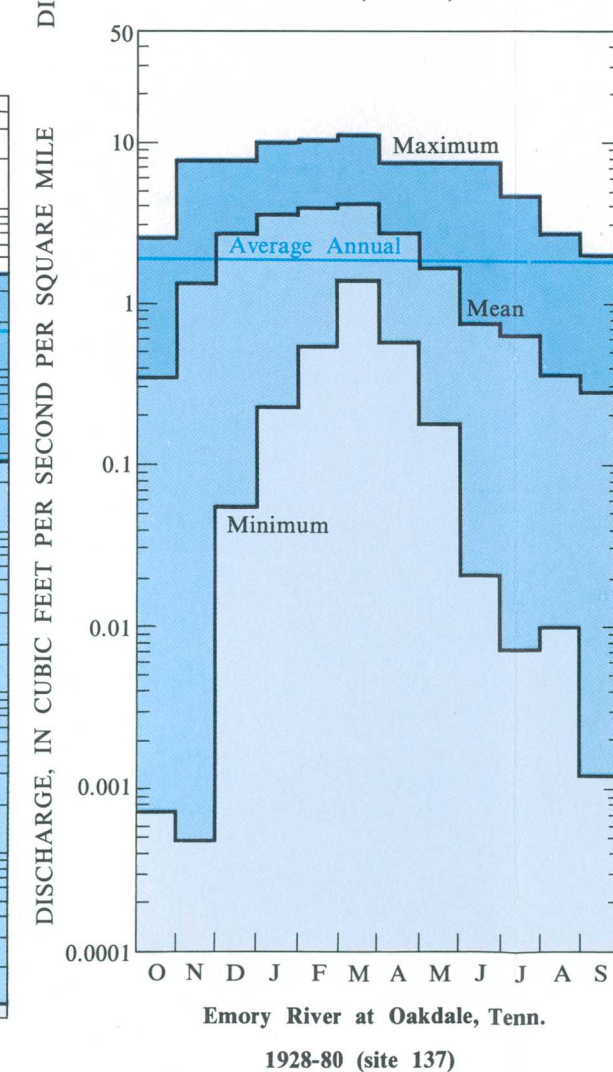 DI
DISCHARGE, IN CUBIC FEET PER SECOND PER SQUARE MILE
50
10
1
0.1
0.01
0.001
0.0001
Maximum
Average Annual
Mean
Minimum
O N D J F M A M J J A S
Emory River at Oakdale, Tenn.
1928-80 (site 137)